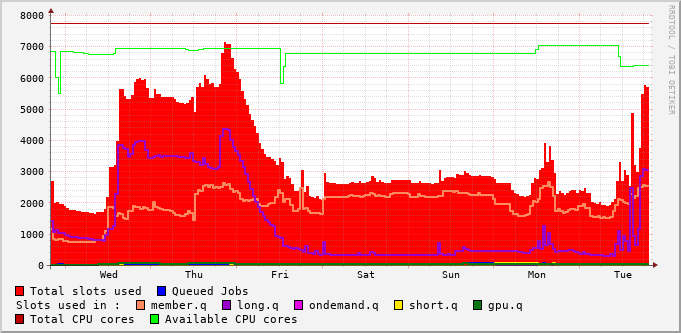 8000
7000
6000
5000
4000
3000
2000
1000
0
Wed Thu Fri Sat Sun Mon Tue
RRDTOOL / TOBI OETIKER
Total slots used Queued Jobs
Slots used in : member.q long.q ondemand.q short.q gpu.q
Total CPU cores Available CPU cores